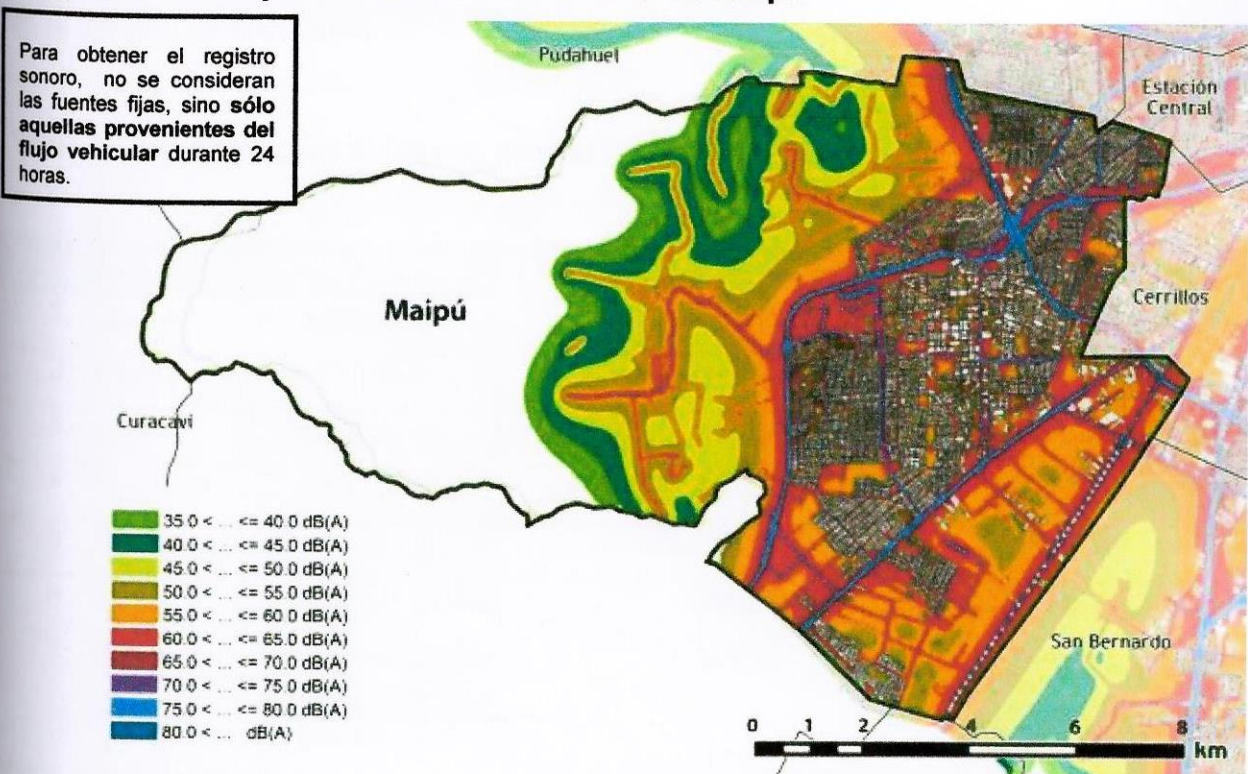 Para obtener el registro
sonoro, no se consideran
las fuentes fijas, sino sólo
aquellas provenientes del
flujo vehicular durante 24
horas.
Pudahuel
Estación
Central
Maipú
Cerrillos
Curacaví
San Bernardo
35.0 < ... <= 40.0 dB(A)
40.0 < ... <= 45.0 dB(A)
45.0 < ... <= 50.0 dB(A)
50.0 < ... <= 55.0 dB(A)
55.0 < ... <= 60.0 dB(A)
60.0 < ... <= 65.0 dB(A)
65.0 < ... <= 70.0 dB(A)
70.0 < ... <= 75.0 dB(A)
75.0 < ... <= 80.0 dB(A)
80.0 < ... dB(A)
0 1 2 4 6 8
km